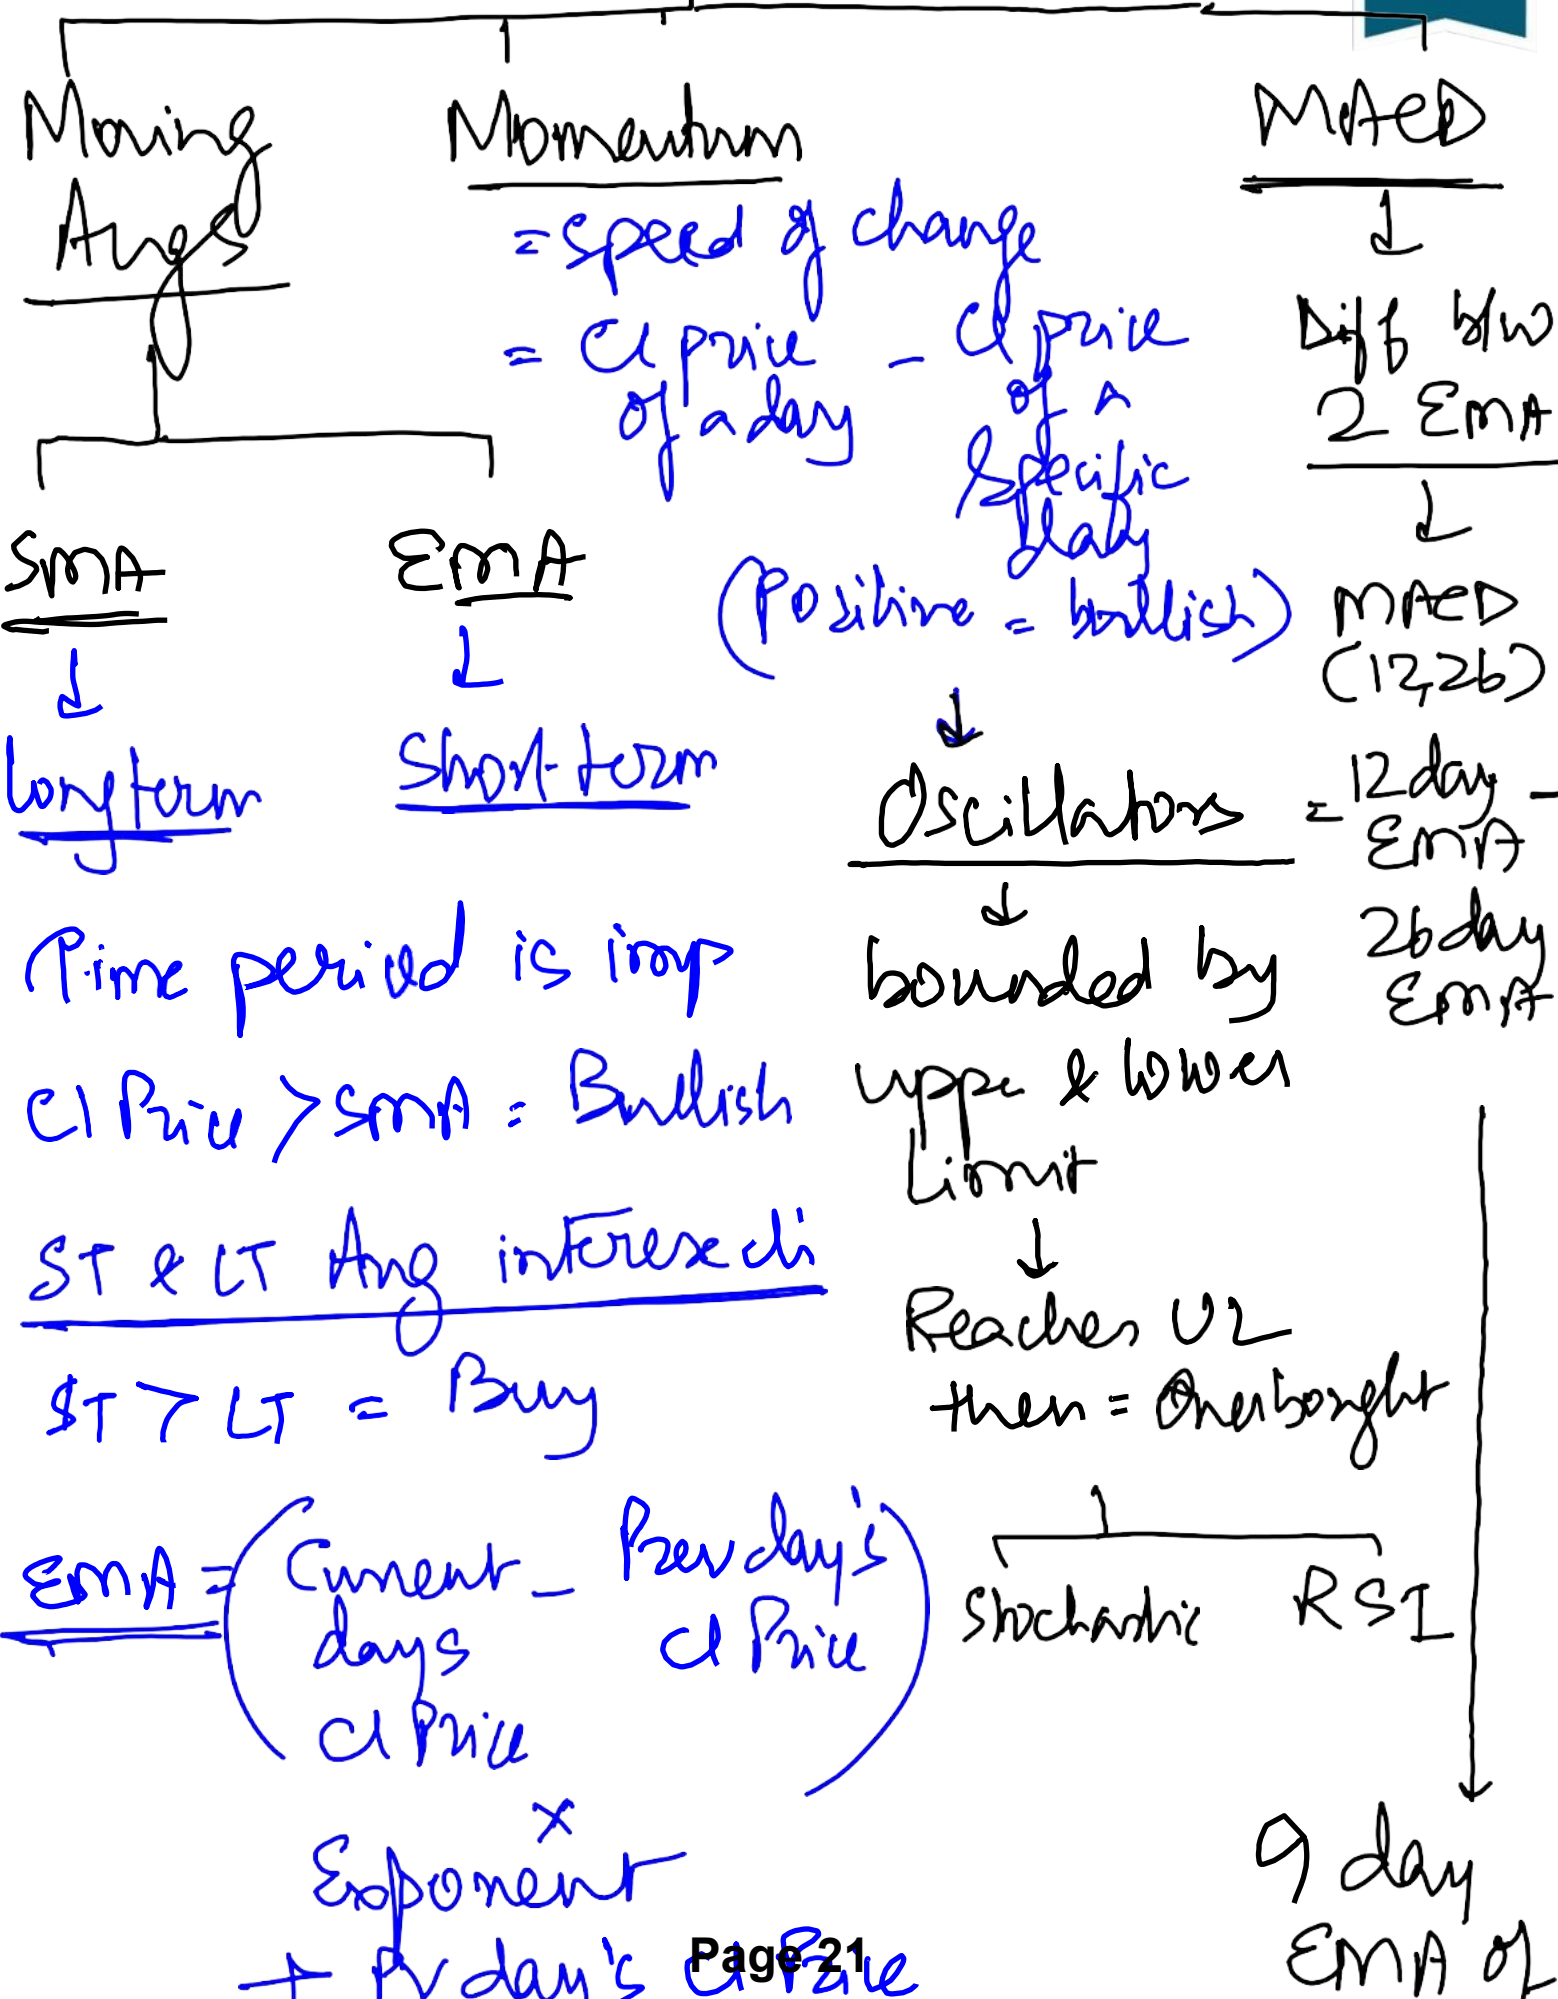 Moving
Avgs
SMA
Long term
EMA
Short-term
Time period is imp
Cl Price > SMA = Bullish
ST & LT Avg
ST > LT = Buy
EMA = (Current days Cl Price - Prev day's Cl Price)
×
Exponent
+ Pv day's Cl Price
Momentum
= speed of change
= Cl price of a day - Cl price of a specific
(Positive = bullish)
Oscillators
bounded by
uppe & lower
Limit
Reaches UL
then = Overbought
Stochastic
RSI
MACD
Diff b/w
2 EMA
MACD
(12,26)
= 12 day -
EMA
26 day
EMA
9 day
EMA of
Page 21